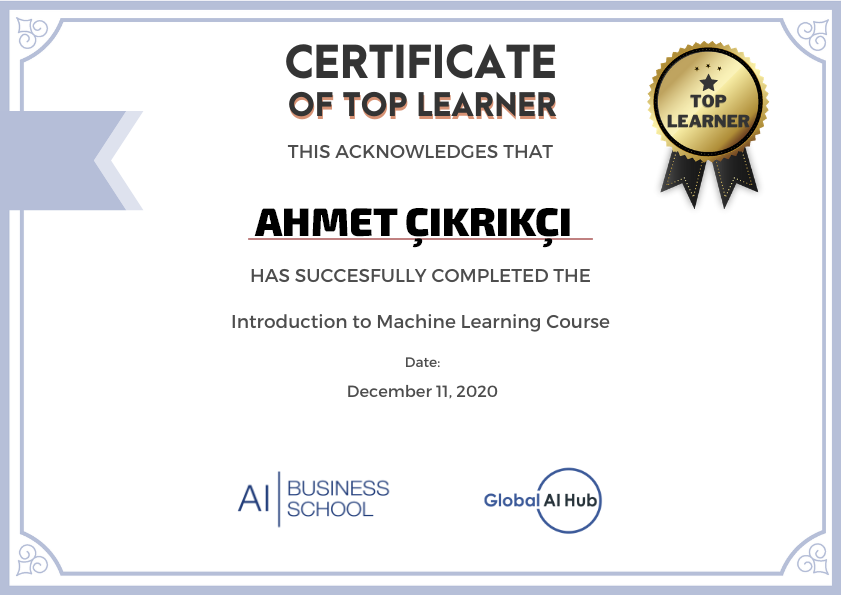 CERTIFICATE
OF TOP LEARNER
TOP
LEARNER
THIS ACKNOWLEDGES THAT
AHMET ÇIKRIKÇI
HAS SUCCESFULLY COMPLETED THE
Introduction to Machine Learning Course
Date:
December 11, 2020
AI BUSINESS
SCHOOL
Global AI Hub